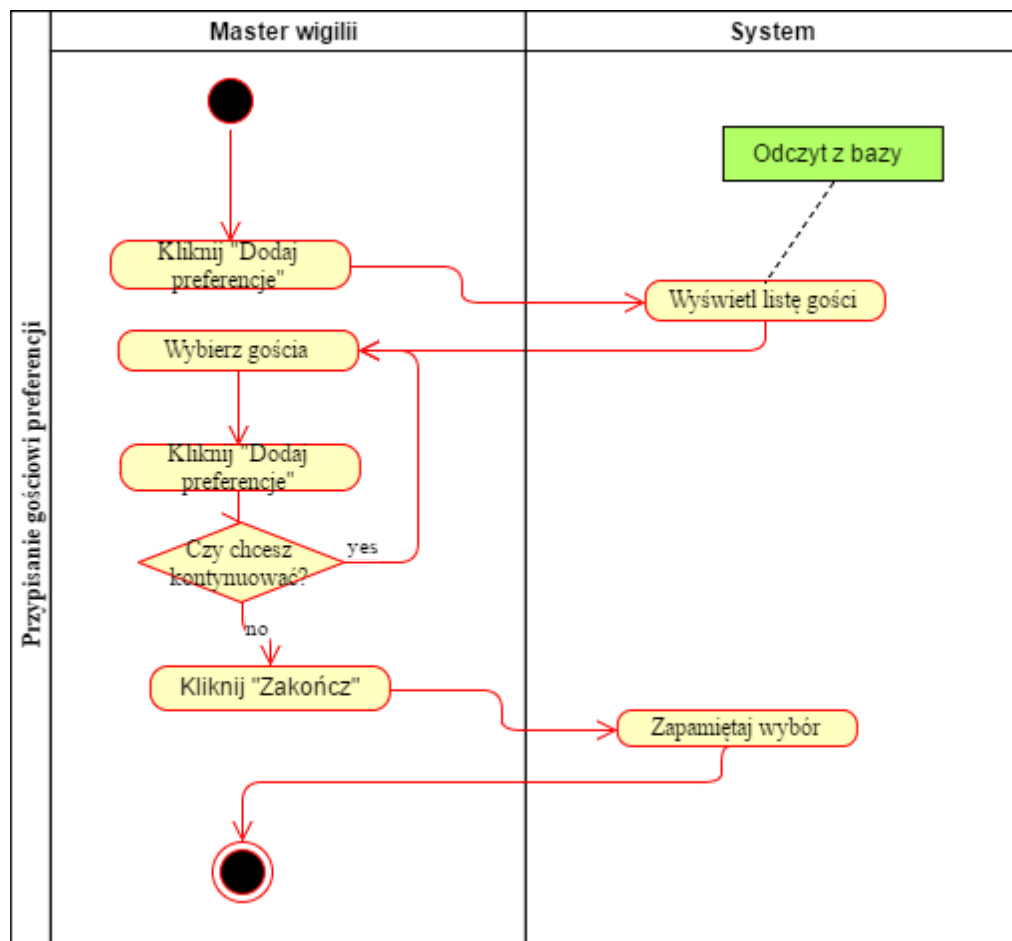 Master wigilii
System
Przypisanie gościowi preferencji
Odczyt z bazy
Kliknij "Dodaj
preferencje"
Wyświetl listę gości
Wybierz gościa
Kliknij "Dodaj
preferencje"
Czy chcesz
kontynuować?
yes
no
Kliknij "Zakończ"
Zapamiętaj wybór